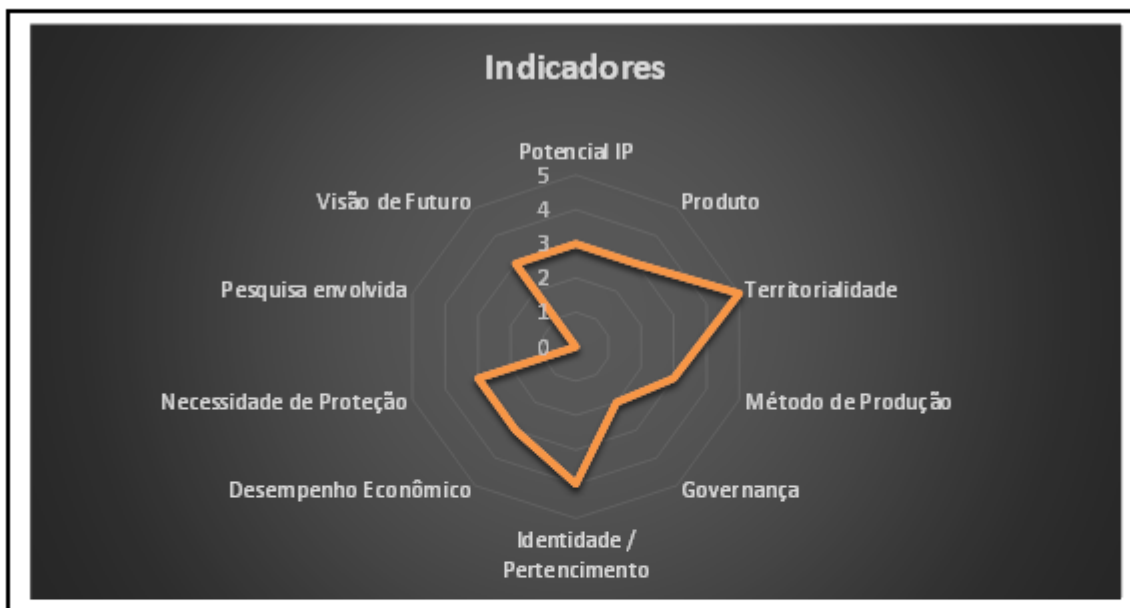 Indicadores
Potencial IP
Visão de Futuro
5
Produto
4
3
Pesquisa envolvida
2
Territorialidade
1
0
Necessidade de Proteção
Método de Produção
Desempenho Econômico
Governança
Identidade /
Pertencimento